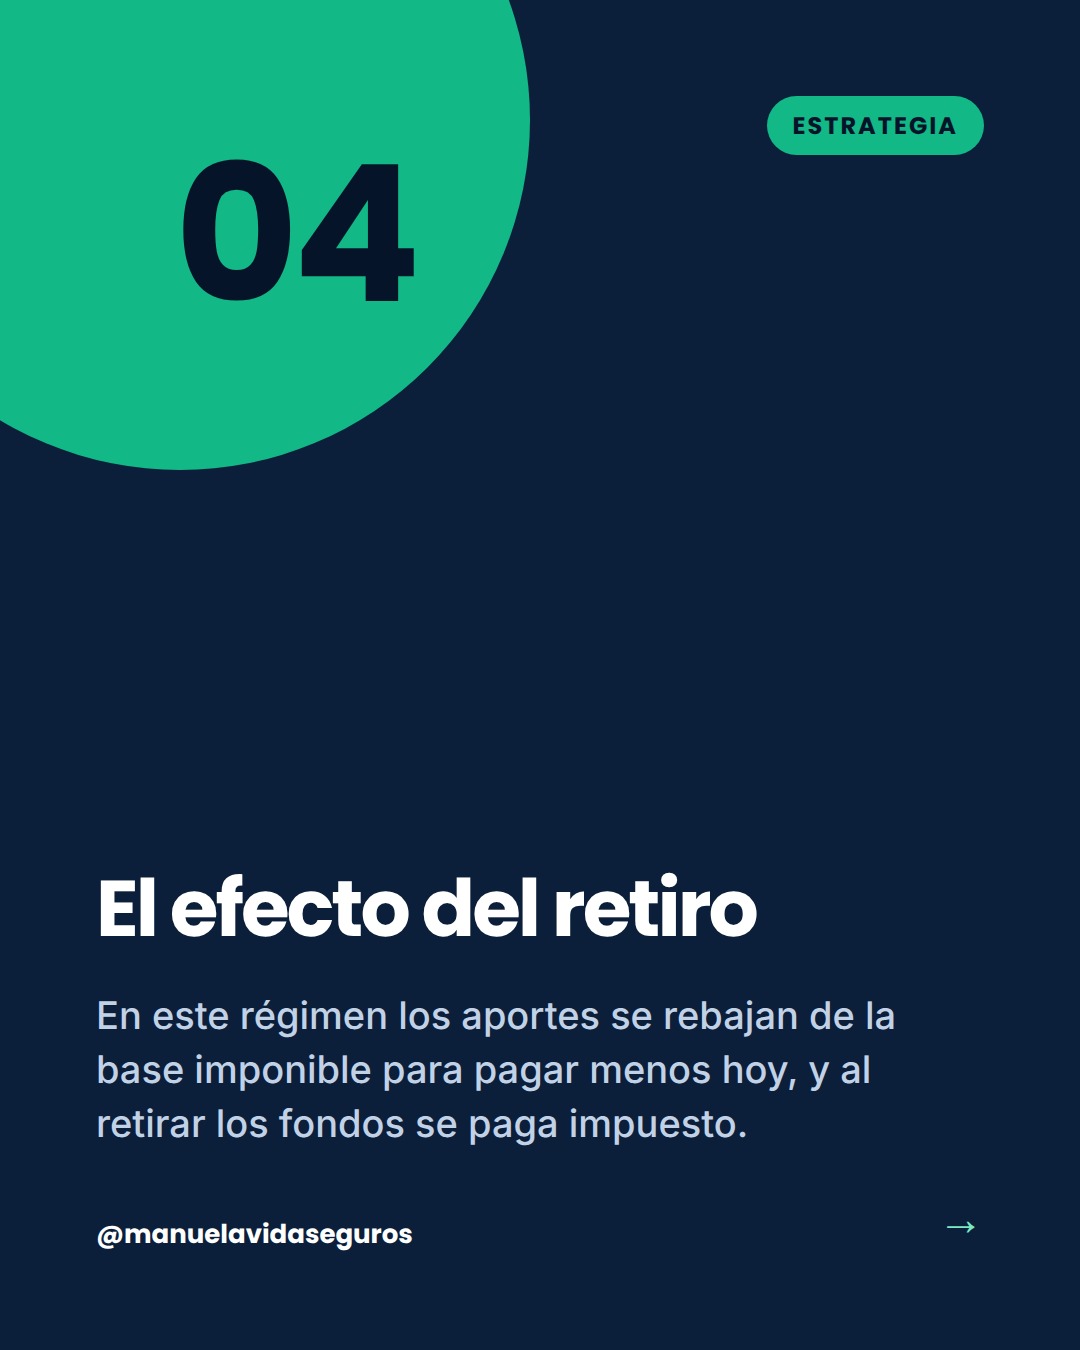 04
ESTRATEGIA
El efecto del retiro
En este régimen los aportes se rebajan de la
base imponible para pagar menos hoy, y al
retirar los fondos se paga impuesto.
@manuelavidaseguros
→